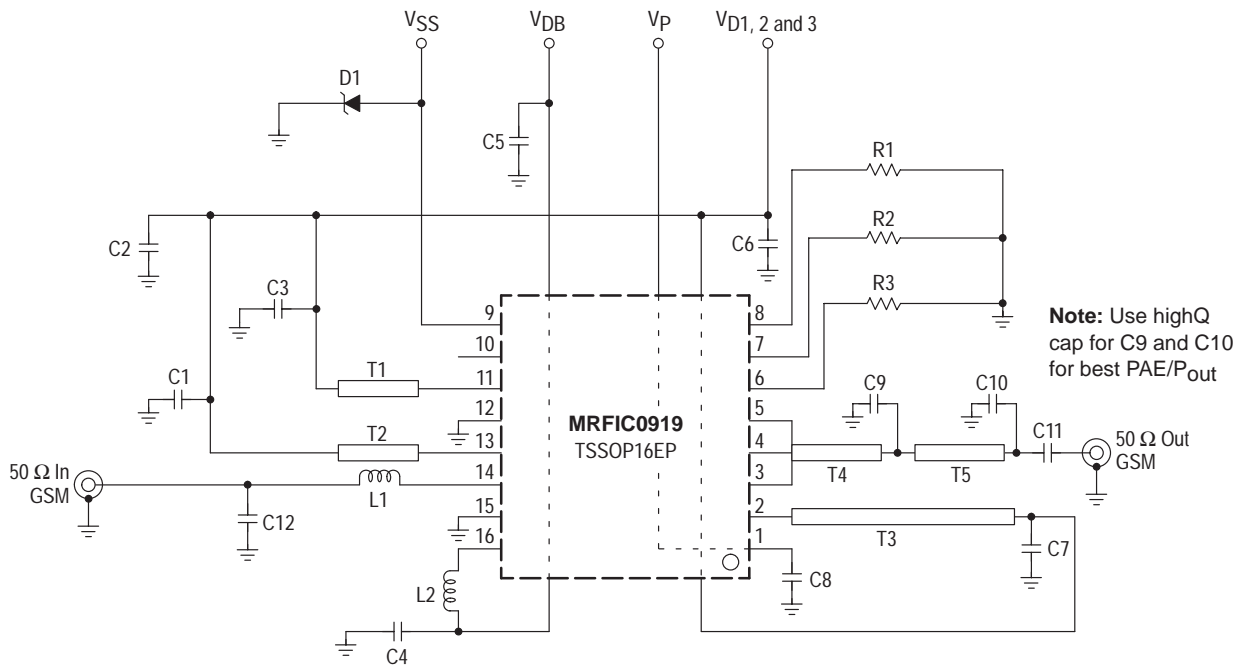 VSS VDB VP VD1, 2 and 3
D1
C5
R1
C2
C6
R2
C3
R3
9 8
Note: Use highQ
cap for C9 and C10
for best PAE/Pout
10 7
T1
11 6
C1
C9 C10
12 5
MRFIC0919
TSSOP16EP
C11
T2
13 4
50 Ω In
GSM
50 Ω Out
GSM
T4 T5
14 3
L1
C12
15 2
T3
16 1
C7
C8
L2
C4